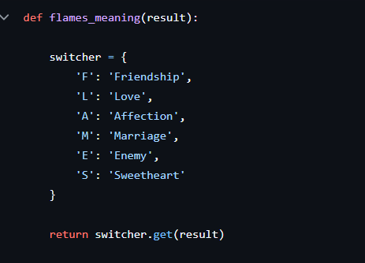 def flames_meaning(result):
    switcher = {
        'F': 'Friendship',
        'L': 'Love',
        'A': 'Affection',
        'M': 'Marriage',
        'E': 'Enemy',
        'S': 'Sweetheart'
    }
    return switcher.get(result)